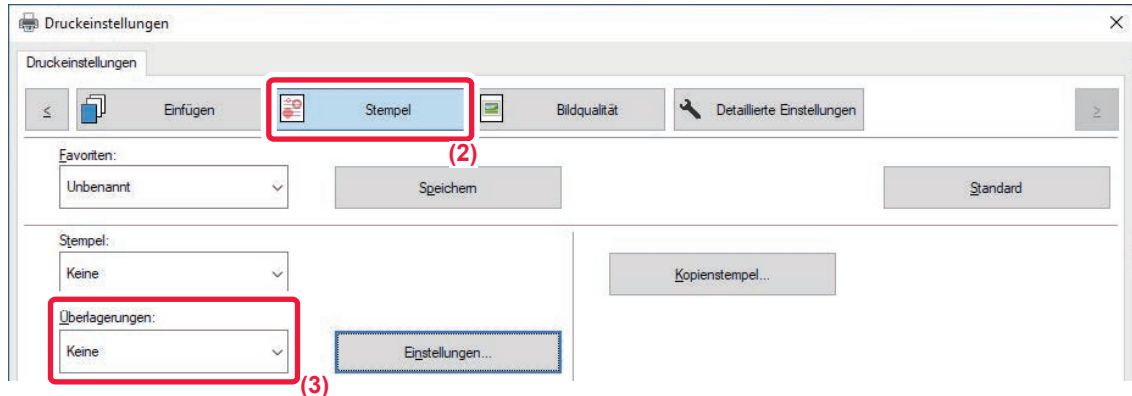 Druckeinstellungen
Druckeinstellungen
< Einfügen Stempel Bildqualität Detaillierte Einstellungen >
(2)
Favoriten:
Unbenannt Speichern Standard
Stempel:
Keine Kopienstempel...
Überlagerungen:
Keine Einstellungen...
(3)